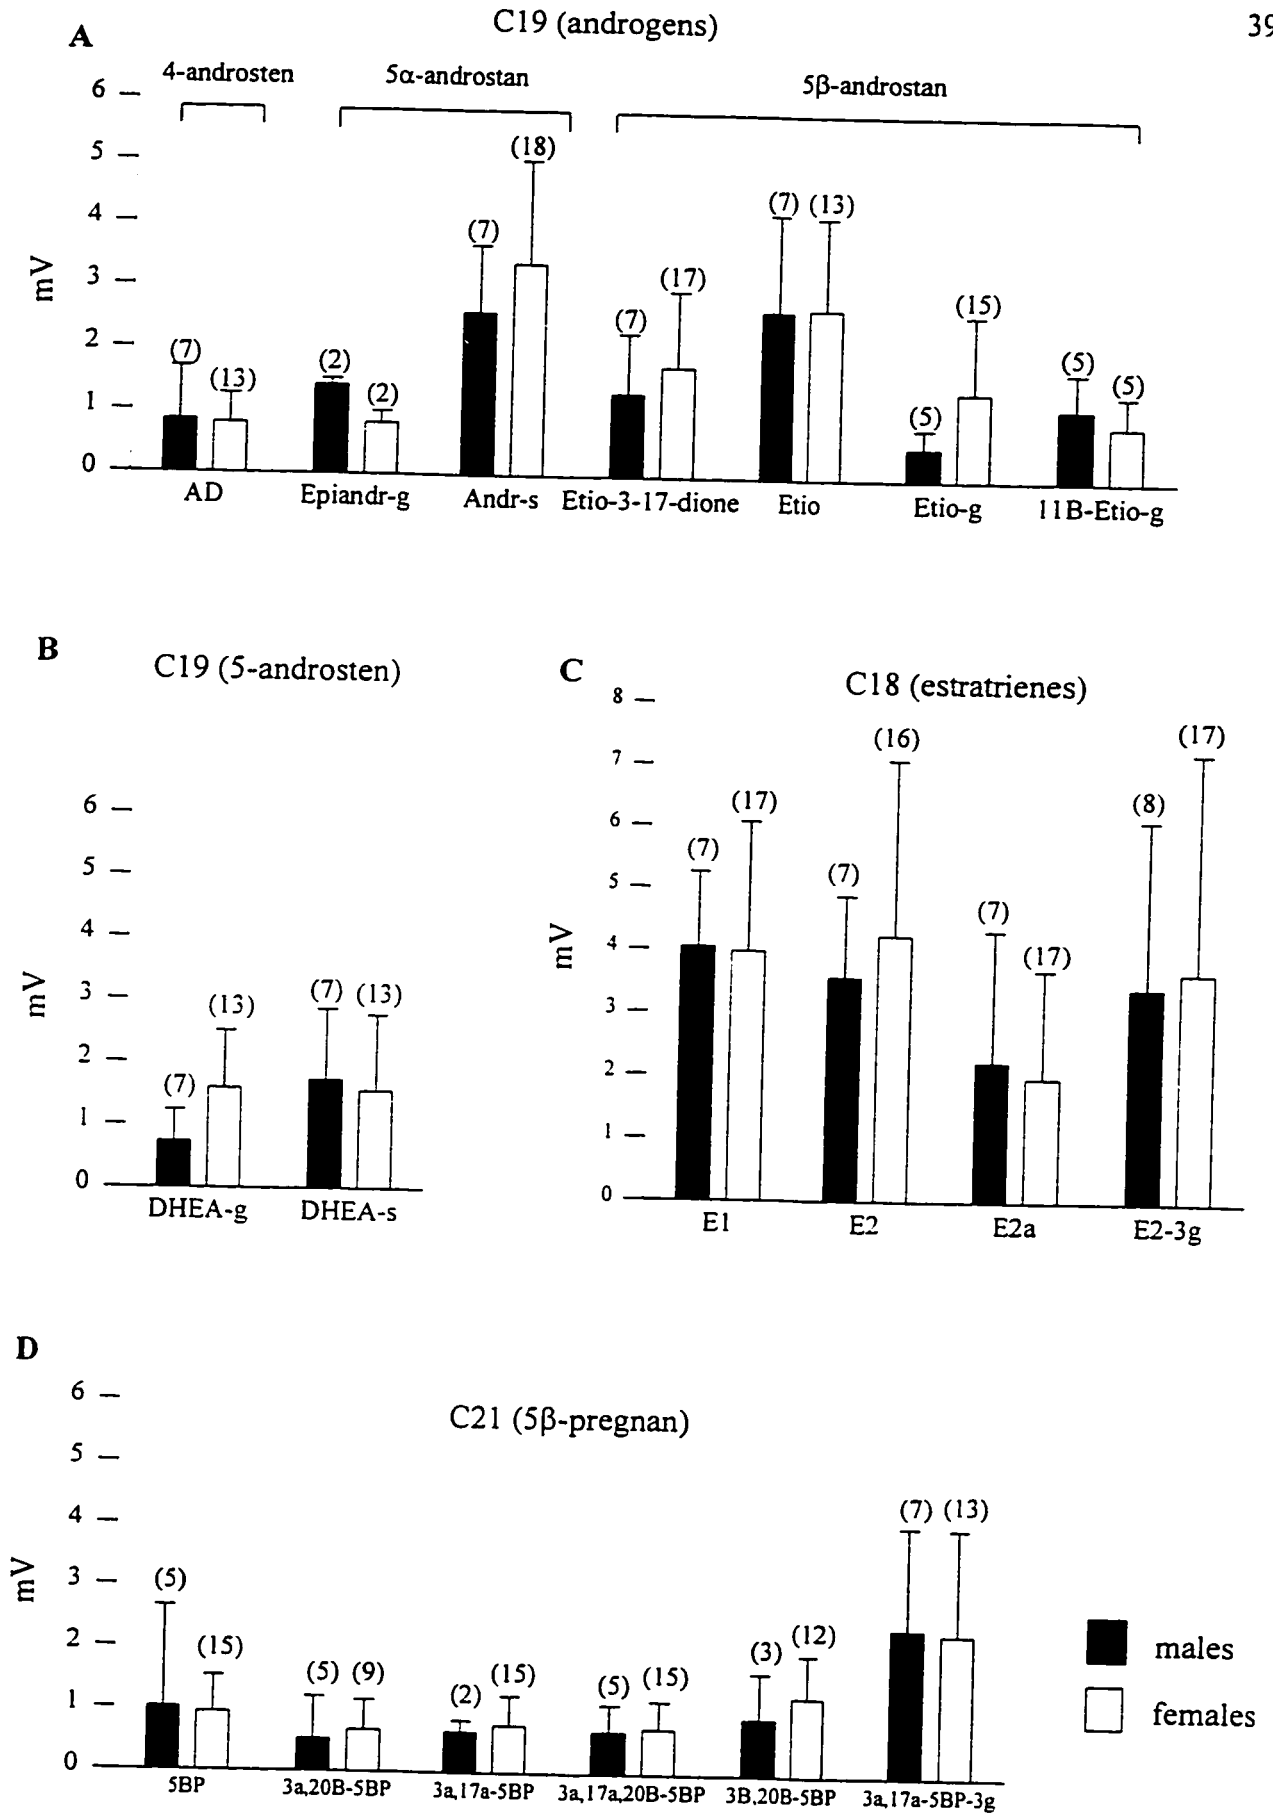 C19 (androgens)
39
A
4-androsten
5α-androstan
5β-androstan
6
5
4
3
2
1
0
mV
(7)
(13)
(2)
(2)
(7)
(18)
(7)
(17)
(7)
(13)
(5)
(15)
(5)
(5)
AD
Epiandr-g
Andr-s
Etio-3-17-dione
Etio
Etio-g
11B-Etio-g
B
C19 (5-androsten)
6
5
4
3
2
1
0
mV
(7)
(13)
(7)
(13)
DHEA-g
DHEA-s
C
C18 (estratrienes)
8
7
6
5
4
3
2
1
0
mV
(7)
(17)
(7)
(16)
(7)
(17)
(8)
(17)
E1
E2
E2a
E2-3g
D
C21 (5β-pregnan)
6
5
4
3
2
1
0
mV
(5)
(15)
(5)
(9)
(2)
(15)
(5)
(15)
(3)
(12)
(7)
(13)
5BP
3a,20B-5BP
3a,17a-5BP
3a,17a,20B-5BP
3B,20B-5BP
3a,17a-5BP-3g
males
females